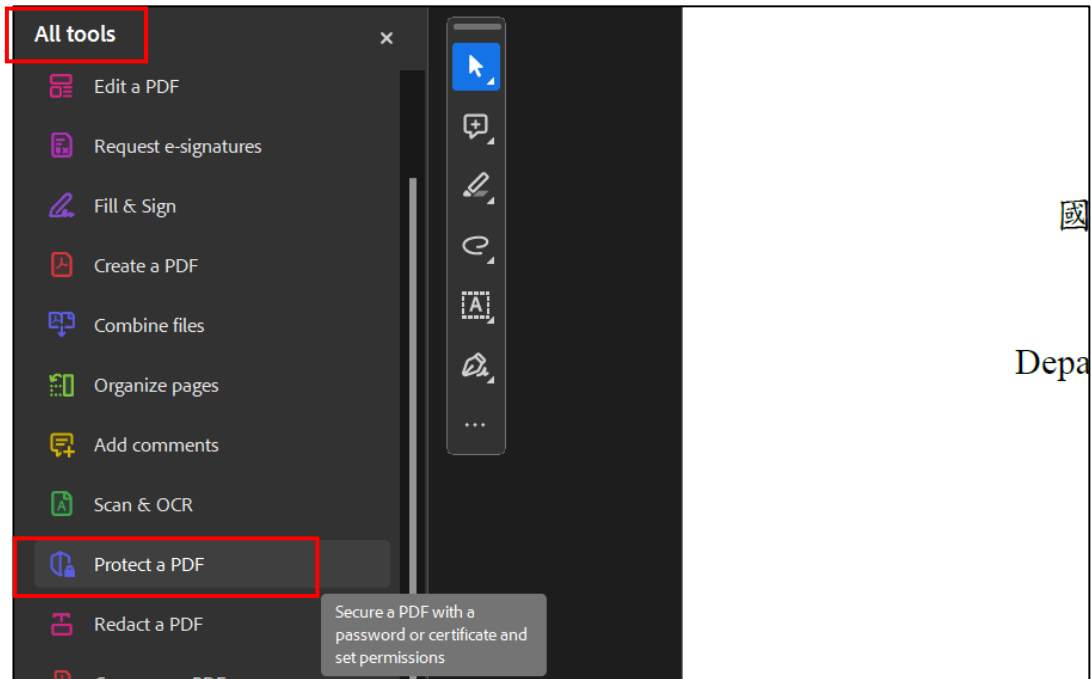 All tools
Edit a PDF
Request e-signatures
Fill & Sign
Create a PDF
Combine files
Organize pages
Add comments
Scan & OCR
Protect a PDF
Secure a PDF with a
password or certificate and
set permissions
Redact a PDF
國
Depa